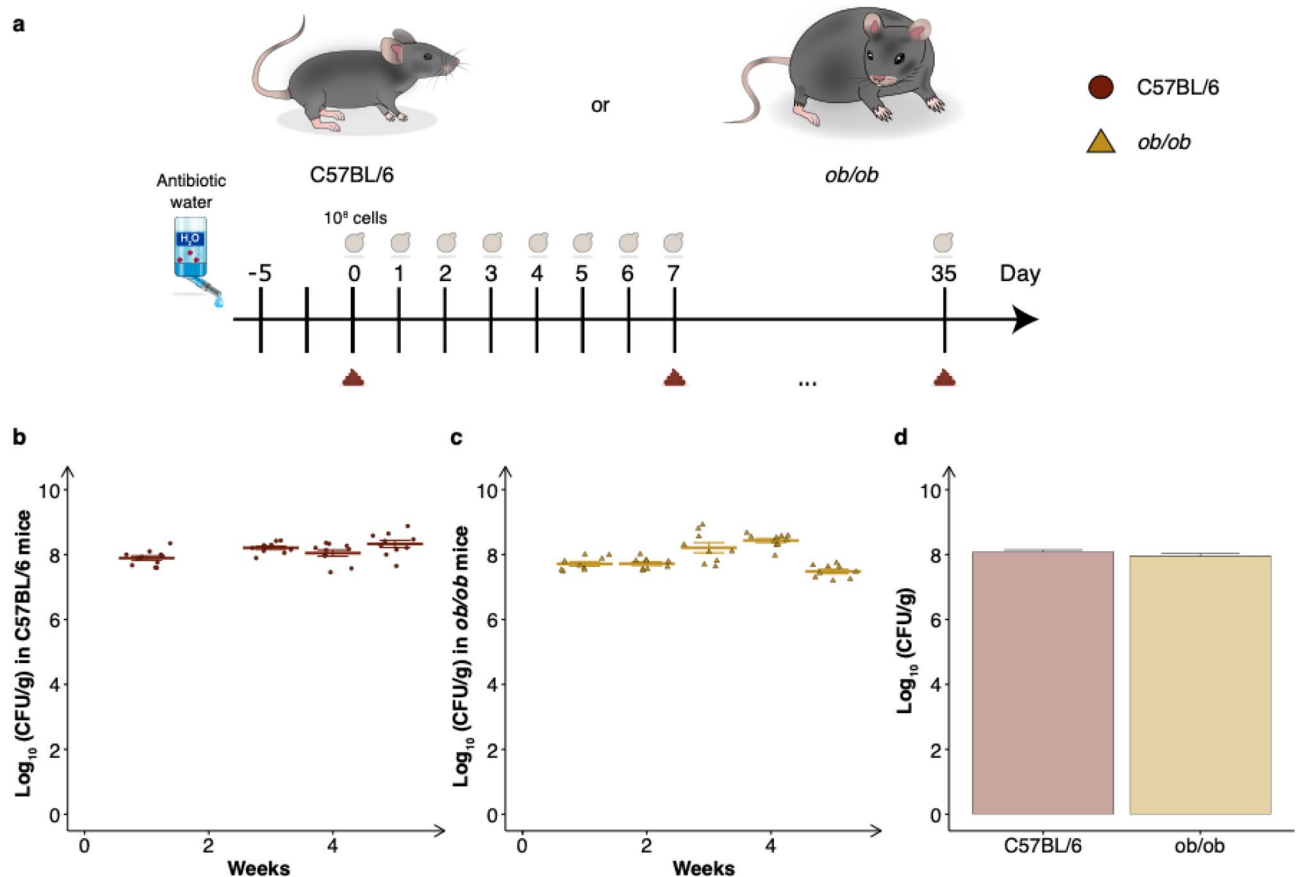 a
or
C57BL/6
ob/ob
C57BL/6
ob/ob
Antibiotic
water
H₂O
10⁸ cells
-5 0 1 2 3 4 5 6 7 35 Day
...
b
Log₁₀ (CFU/g) in C57BL/6 mice
10
8
6
4
2
0
0 2 4
Weeks
c
Log₁₀ (CFU/g) in ob/ob mice
10
8
6
4
2
0
0 2 4
Weeks
d
Log₁₀ (CFU/g)
10
8
6
4
2
0
C57BL/6 ob/ob